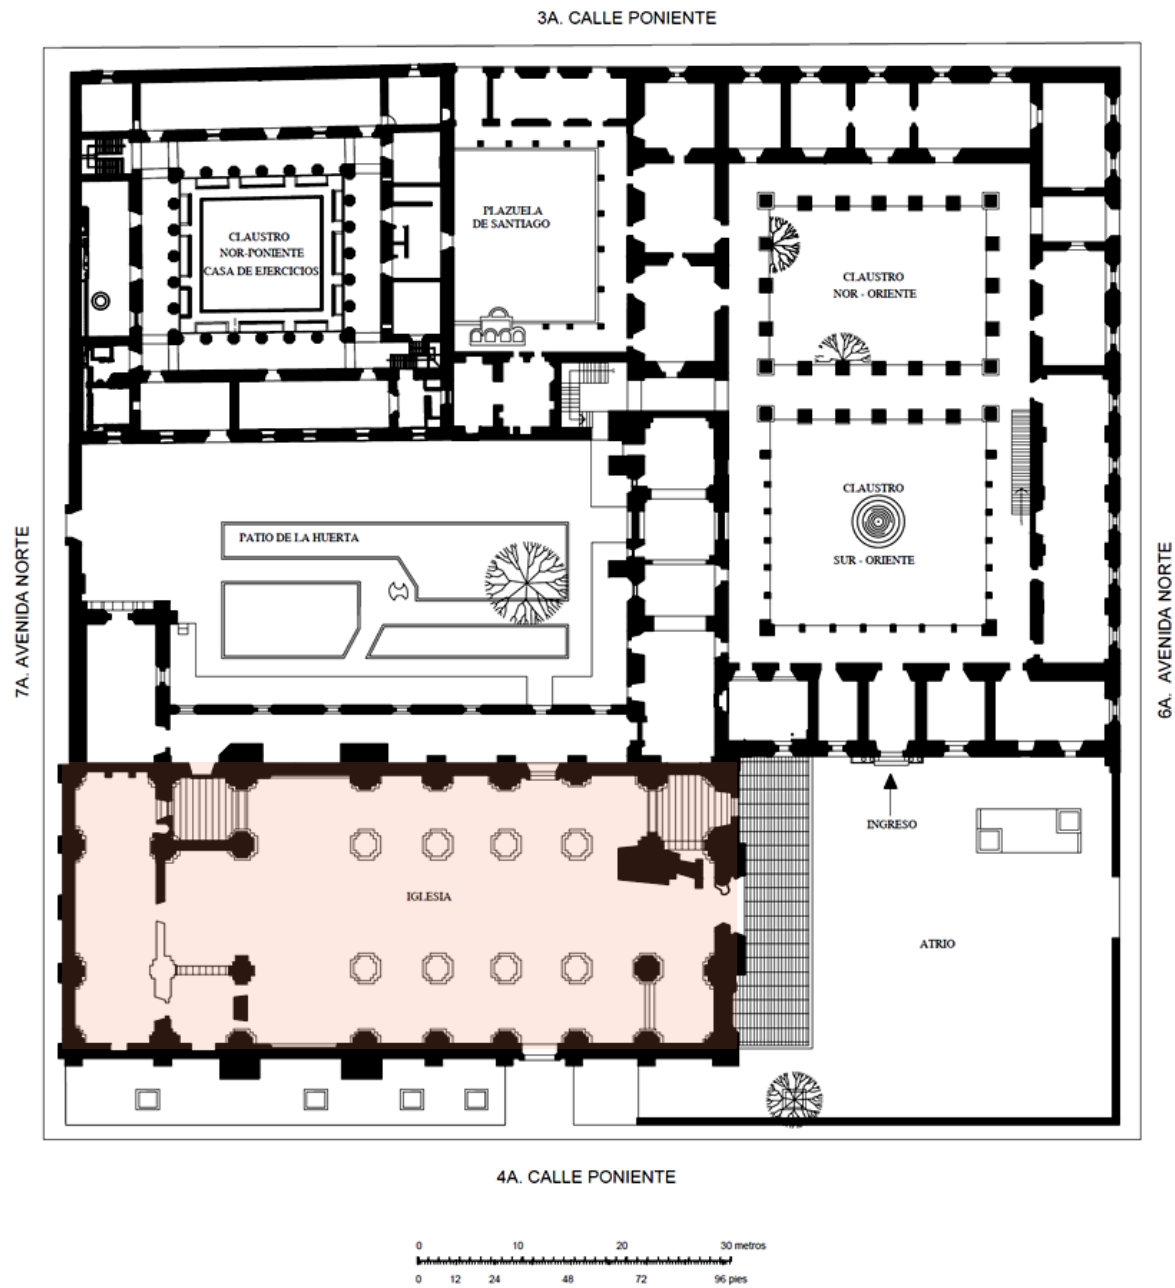 3A. CALLE PONIENTE
PLAZUELA
DE SANTIAGO
CLAUSTRO
NOR-PONIENTE
CASA DE EJERCICIOS
CLAUSTRO
NOR - ORIENTE
CLAUSTRO
SUR - ORIENTE
PATIO DE LA HUERTA
7A. AVENIDA NORTE
6A. AVENIDA NORTE
INGRESO
IGLESIA
ATRIO
4A. CALLE PONIENTE
0 10 20 30 metros
0 12 24 48 72 96 pies